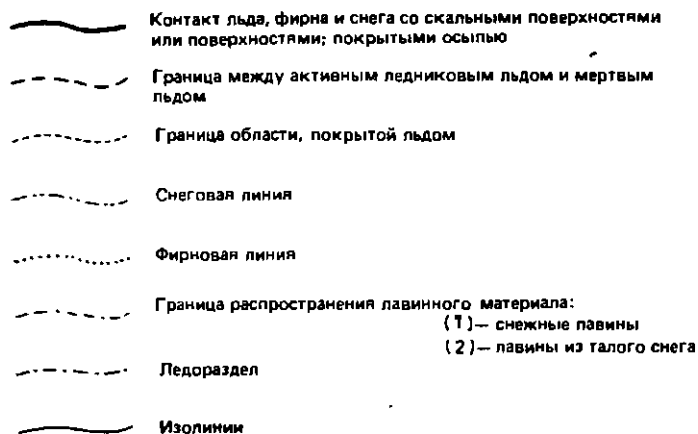 Контакт льда, фирна и снега со скальными поверхностями
или поверхностями; покрытыми осыпью
Граница между активным ледниковым льдом и мертвым
льдом
Граница области, покрытой льдом
Снеговая линия
Фирновая линия
Граница распространения лавинного материала:
(1)— снежные лавины
(2)— лавины из талого снега
Ледораздел
Изолинии